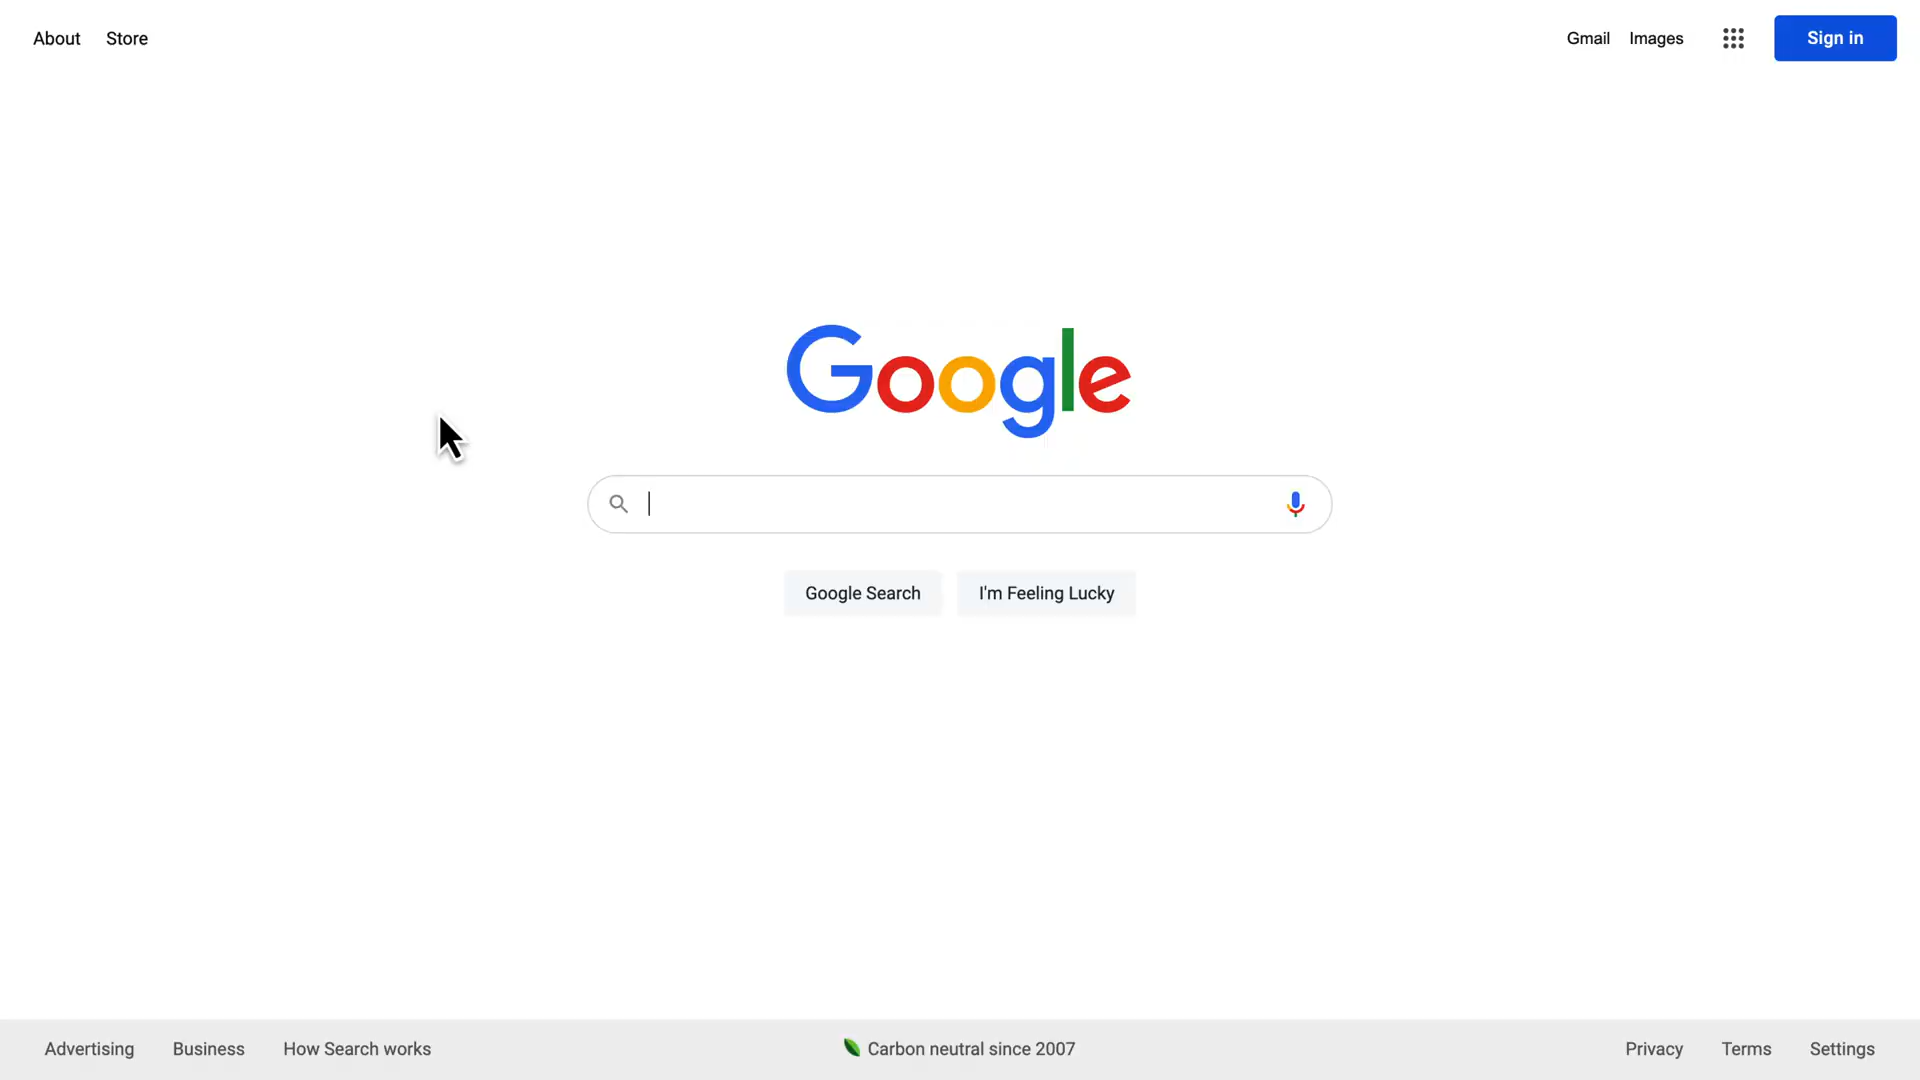 About Store Gmail Images Sign in
Google
Google Search I'm Feeling Lucky
Advertising Business How Search works Carbon neutral since 2007 Privacy Terms Settings